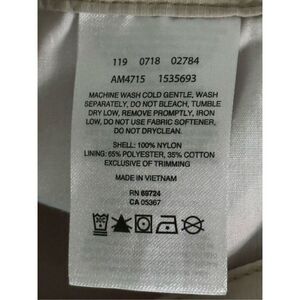 119 0718 02784
AM4715 1535693
MACHINE WASH COLD GENTLE, WASH
SEPARATELY, DO NOT BLEACH, TUMBLE
DRY LOW, REMOVE PROMPTLY, IRON
LOW, DO NOT USE FABRIC SOFTENER,
DO NOT DRYCLEAN.
SHELL: 100% NYLON
LINING: 65% POLYESTER, 35% COTTON
EXCLUSIVE OF TRIMMING
MADE IN VIETNAM
RN 69724
CA 05367